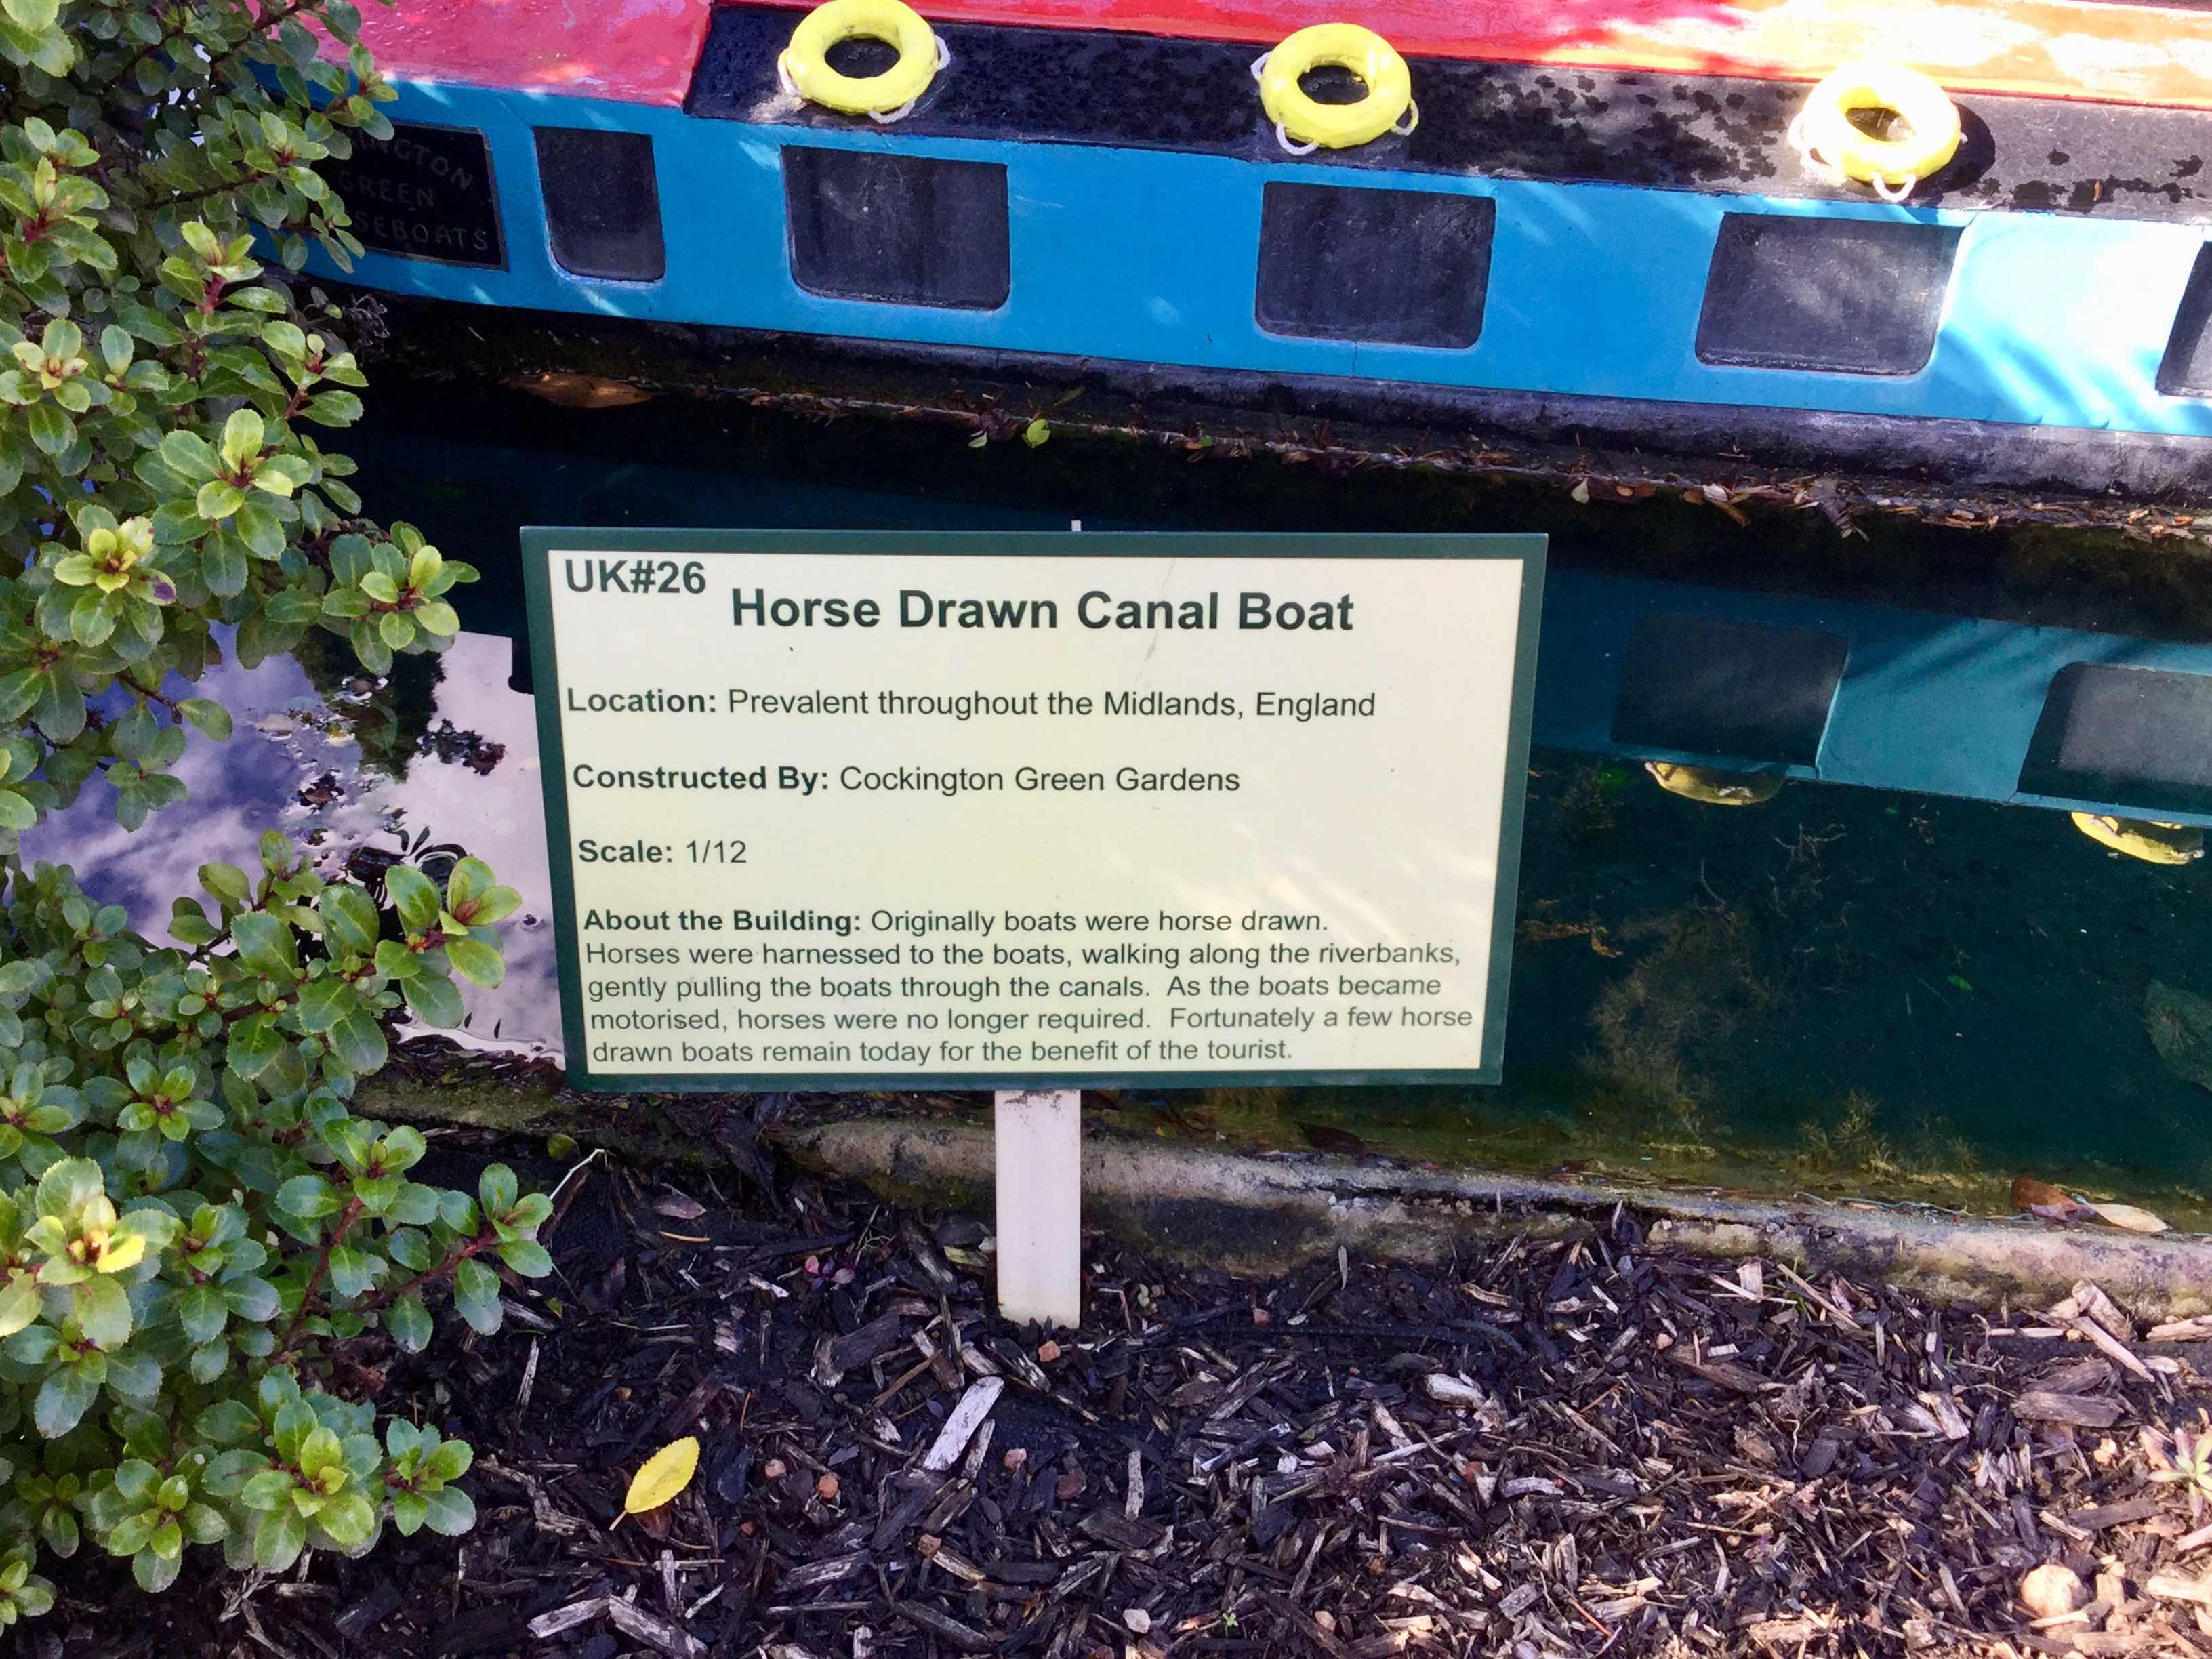 GREEN
UK#26
Horse Drawn Canal Boat
Location: Prevalent throughout the Midlands, England
Constructed By: Cockington Green Gardens
Scale: 1/12
About the Building: Originally boats were horse drawn.
Horses were harnessed to the boats, walking along the riverbanks,
gently pulling the boats through the canals. As the boats became
motorised, horses were no longer required. Fortunately a few horse
drawn boats remain today for the benefit of the tourist.